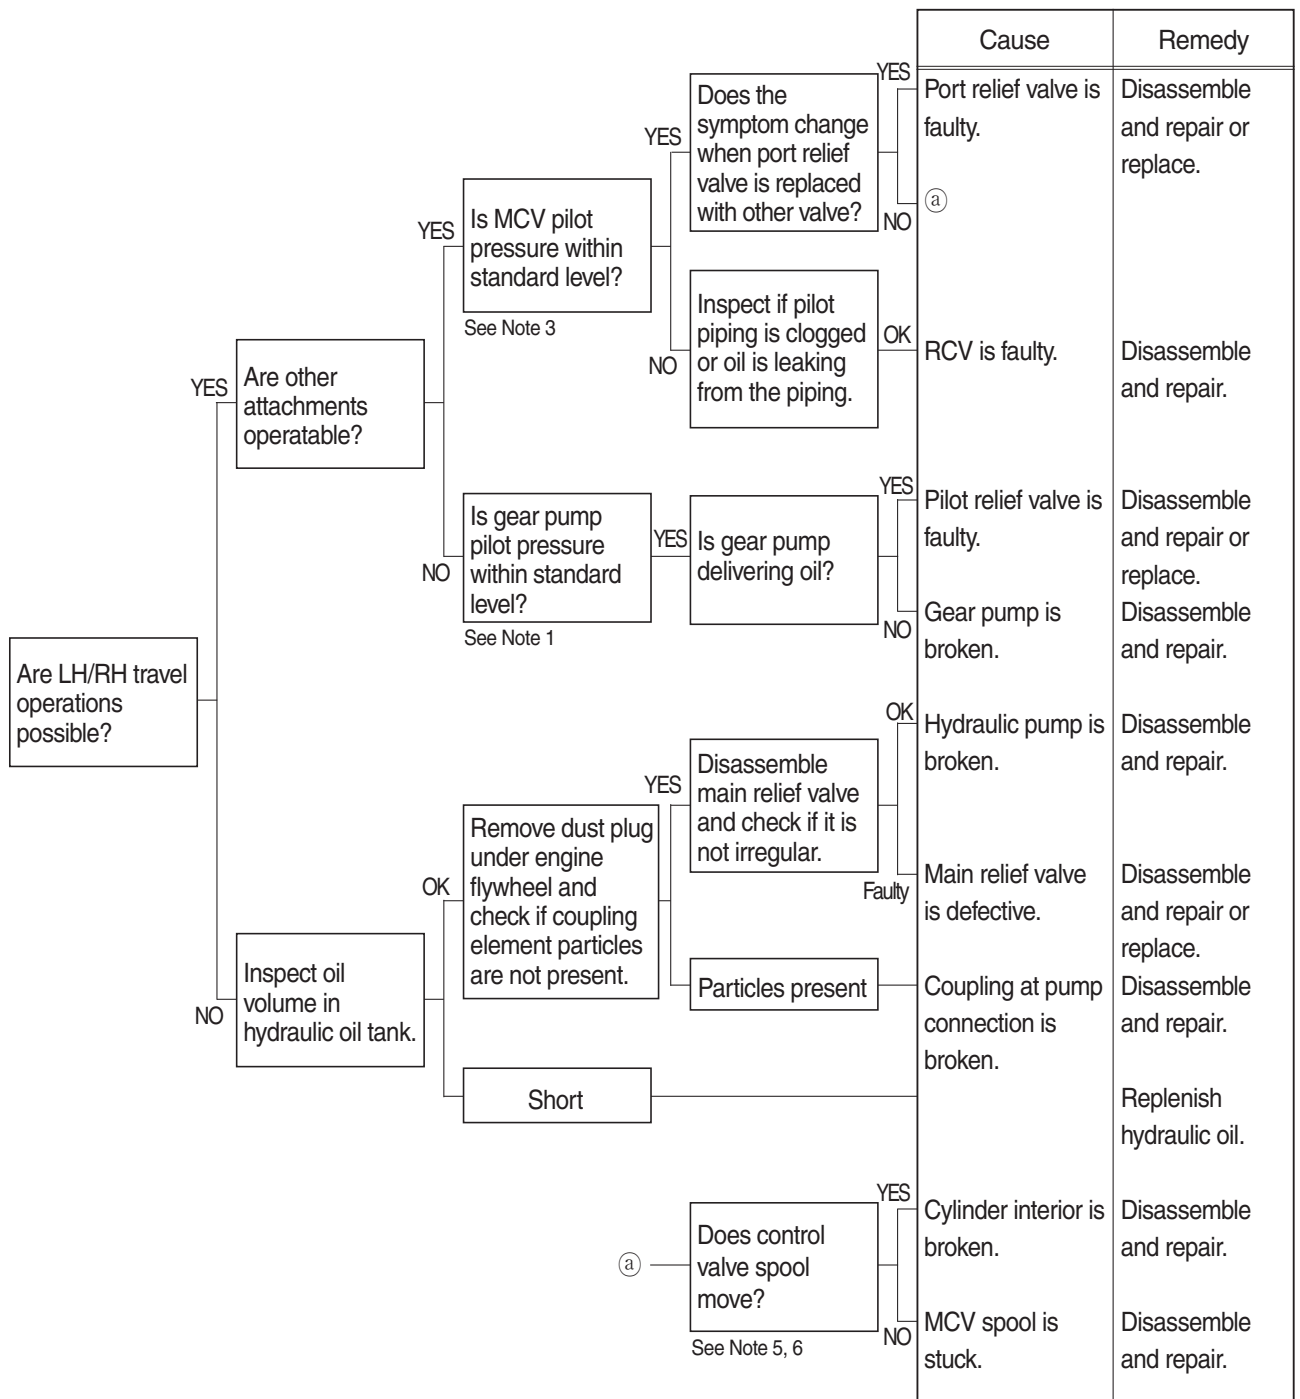 Cause
Remedy
Are LH/RH travel
operations
possible?
YES
Are other
attachments
operatable?
YES
Is MCV pilot
pressure within
standard level?
See Note 3
YES
Does the
symptom change
when port relief
valve is replaced
with other valve?
YES
Port relief valve is
faulty.
Disassemble
and repair or
replace.
NO
ⓐ
NO
Inspect if pilot
piping is clogged
or oil is leaking
from the piping.
OK
RCV is faulty.
Disassemble
and repair.
NO
Is gear pump
pilot pressure
within standard
level?
See Note 1
YES
Is gear pump
delivering oil?
YES
Pilot relief valve is
faulty.
Disassemble
and repair or
replace.
NO
Gear pump is
broken.
Disassemble
and repair.
NO
Inspect oil
volume in
hydraulic oil tank.
OK
Remove dust plug
under engine
flywheel and
check if coupling
element particles
are not present.
YES
Disassemble
main relief valve
and check if it is
not irregular.
OK
Hydraulic pump is
broken.
Disassemble
and repair.
Faulty
Main relief valve
is defective.
Disassemble
and repair or
replace.
Particles present
Coupling at pump
connection is
broken.
Disassemble
and repair.
Short
Replenish
hydraulic oil.
ⓐ
Does control
valve spool
move?
See Note 5, 6
YES
Cylinder interior is
broken.
Disassemble
and repair.
NO
MCV spool is
stuck.
Disassemble
and repair.